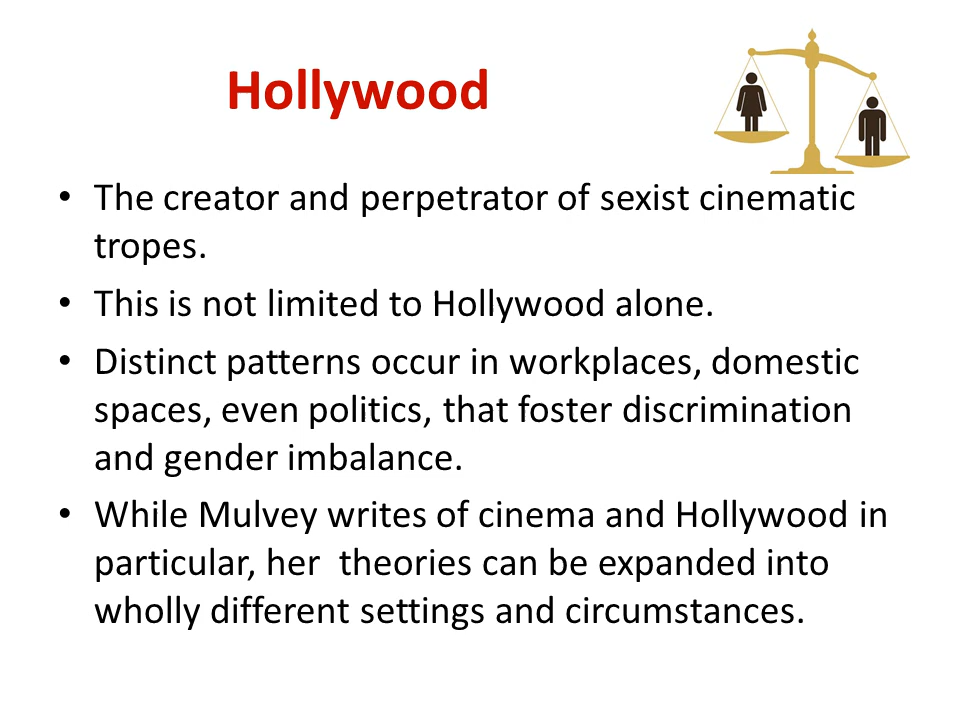 Hollywood
• The creator and perpetrator of sexist cinematic
tropes.
• This is not limited to Hollywood alone.
• Distinct patterns occur in workplaces, domestic
spaces, even politics, that foster discrimination
and gender imbalance.
• While Mulvey writes of cinema and Hollywood in
particular, her  theories can be expanded into
wholly different settings and circumstances.